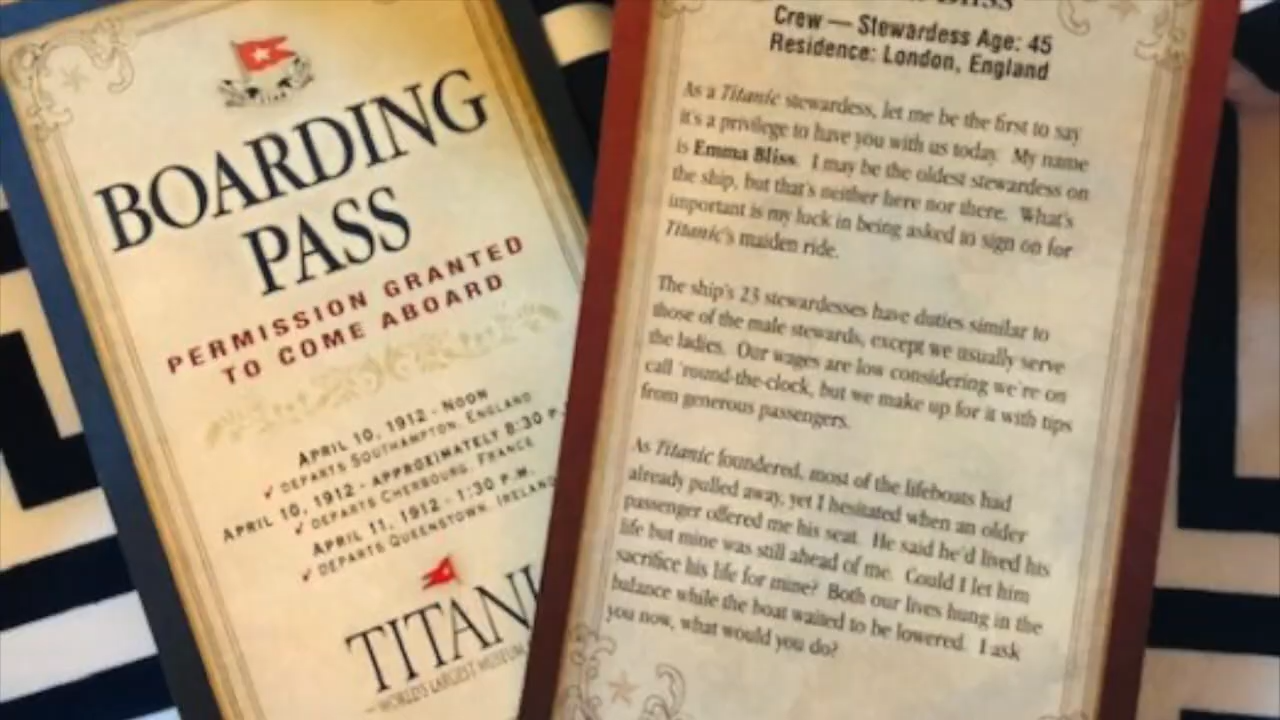 BOARDING
PASS
PERMISSION GRANTED
TO COME ABOARD
APRIL 10, 1912 - NOON
✓ DEPARTS SOUTHAMPTON, ENGLAND
APRIL 10, 1912 - APPROXIMATELY 8:30 P.
✓ DEPARTS CHERBOURG, FRANCE
APRIL 11, 1912 - 1:30 P.M.
✓ DEPARTS QUEENSTOWN, IRELAND
TITANI
WORLD'S LARGEST MUSEUM
Crew — Stewardess Age: 45
Residence: London, England
As a Titanic stewardess, let me be the first to say
it's a privilege to have you with us today. My name
is Emma Bliss. I may be the oldest stewardess on
the ship, but that's neither here nor there. What's
important is my luck in being asked to sign on for
Titanic's maiden ride.
The ship's 23 stewardesses have duties similar to
those of the male stewards, except we usually serve
the ladies. Our wages are low considering we're on
call 'round-the-clock, but we make up for it with tips
from generous passengers.
As Titanic foundered, most of the lifeboats had
already pulled away, yet I hesitated when an older
passenger offered me his seat. He said he'd lived his
life but mine was still ahead of me. Could I let him
sacrifice his life for mine? Both our lives hung in the
balance while the boat waited to be lowered. I ask
you now, what would you do?